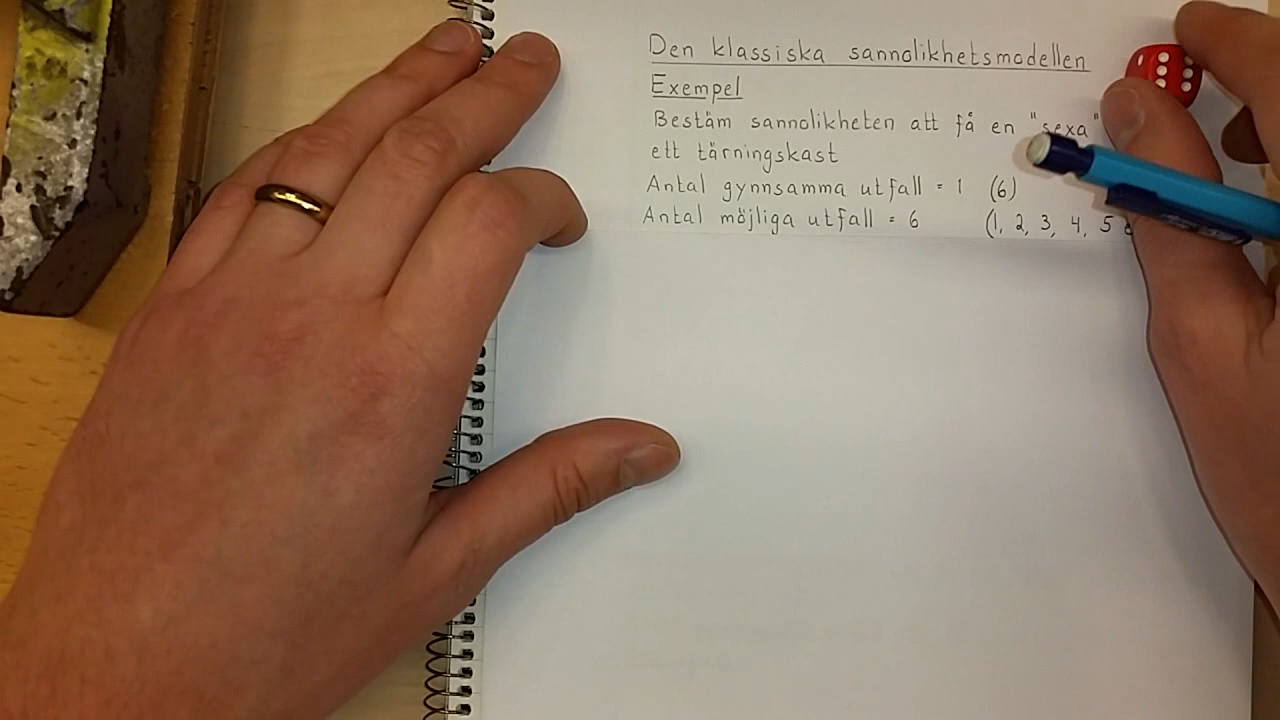 Den klassiska sannolikhetsmodellen
Exempel
Bestäm sannolikheten att få en "sexa"
ett tärningskast
Antal gynnsamma utfall = 1 (6)
Antal möjliga utfall = 6 (1, 2, 3, 4, 5